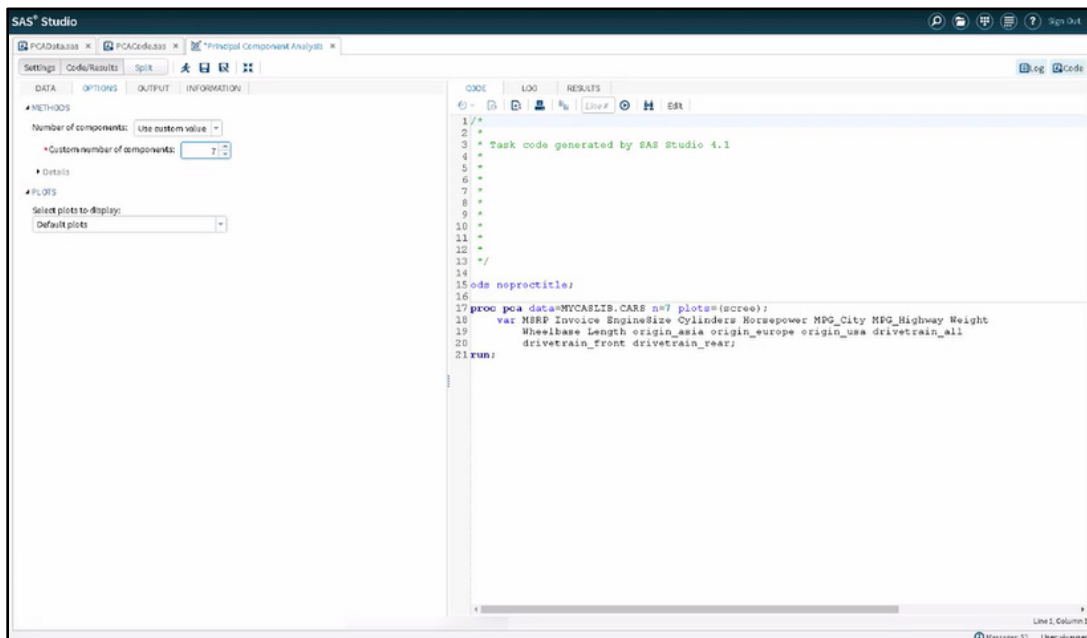 SAS® Studio
Sign Out
PCAData.sas × PCACode.sas × *Principal Component Analysis ×
Settings Code/Results Split
Log Code
DATA OPTIONS OUTPUT INFORMATION
METHODS
Number of components: Use custom value
*Custom number of components: 7
Details
PLOTS
Select plots to display:
Default plots
CODE LOG RESULTS
Line # Edit
1 /*
2 *
3 * Task code generated by SAS Studio 4.1
4 *
5 *
6 *
7 *
8 *
9 *
10 *
11 *
12 *
13 */
14
15 ods noproctitle;
16
17 proc pca data=MYCASLIB.CARS n=7 plots=(scree);
18 var MSRP Invoice EngineSize Cylinders Horsepower MPG_City MPG_Highway Weight
19 Wheelbase Length origin_asia origin_europe origin_usa drivetrain_all
20 drivetrain_front drivetrain_rear;
21 run;
Line 1, Column
Messages: 52